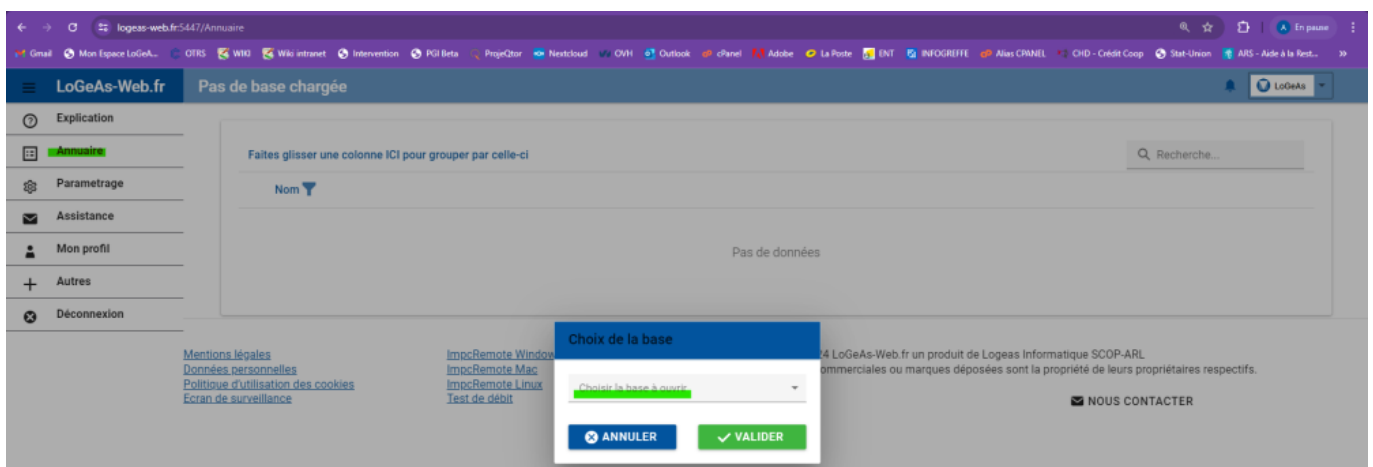 logeas-web.fr:5447/Annuaire
En pause
Gmail Mon Espace LoGeA... OTRS WIKI Wiki intranet Intervention PGI Beta ProjeQtor Nextcloud OVH Outlook cPanel Adobe La Poste ENT INFOGREFFE Alias CPANEL CHD - Crédit Coop Stat-Union ARS - Aide à la Rest... »
LoGeAs-Web.fr
Pas de base chargée
LoGeAs
Explication
Annuaire
Parametrage
Assistance
Mon profil
Autres
Déconnexion
Faites glisser une colonne ICI pour grouper par celle-ci
Recherche...
Nom
Pas de données
Choix de la base
Choisir la base à ouvrir
ANNULER
VALIDER
Mentions légales
Données personnelles
Politique d'utilisation des cookies
Ecran de surveillance
ImpcRemote Window
ImpcRemote Mac
ImpcRemote Linux
Test de débit
24 LoGeAs-Web.fr un produit de Logeas Informatique SCOP-ARL
ommerciales ou marques déposées sont la propriété de leurs propriétaires respectifs.
NOUS CONTACTER